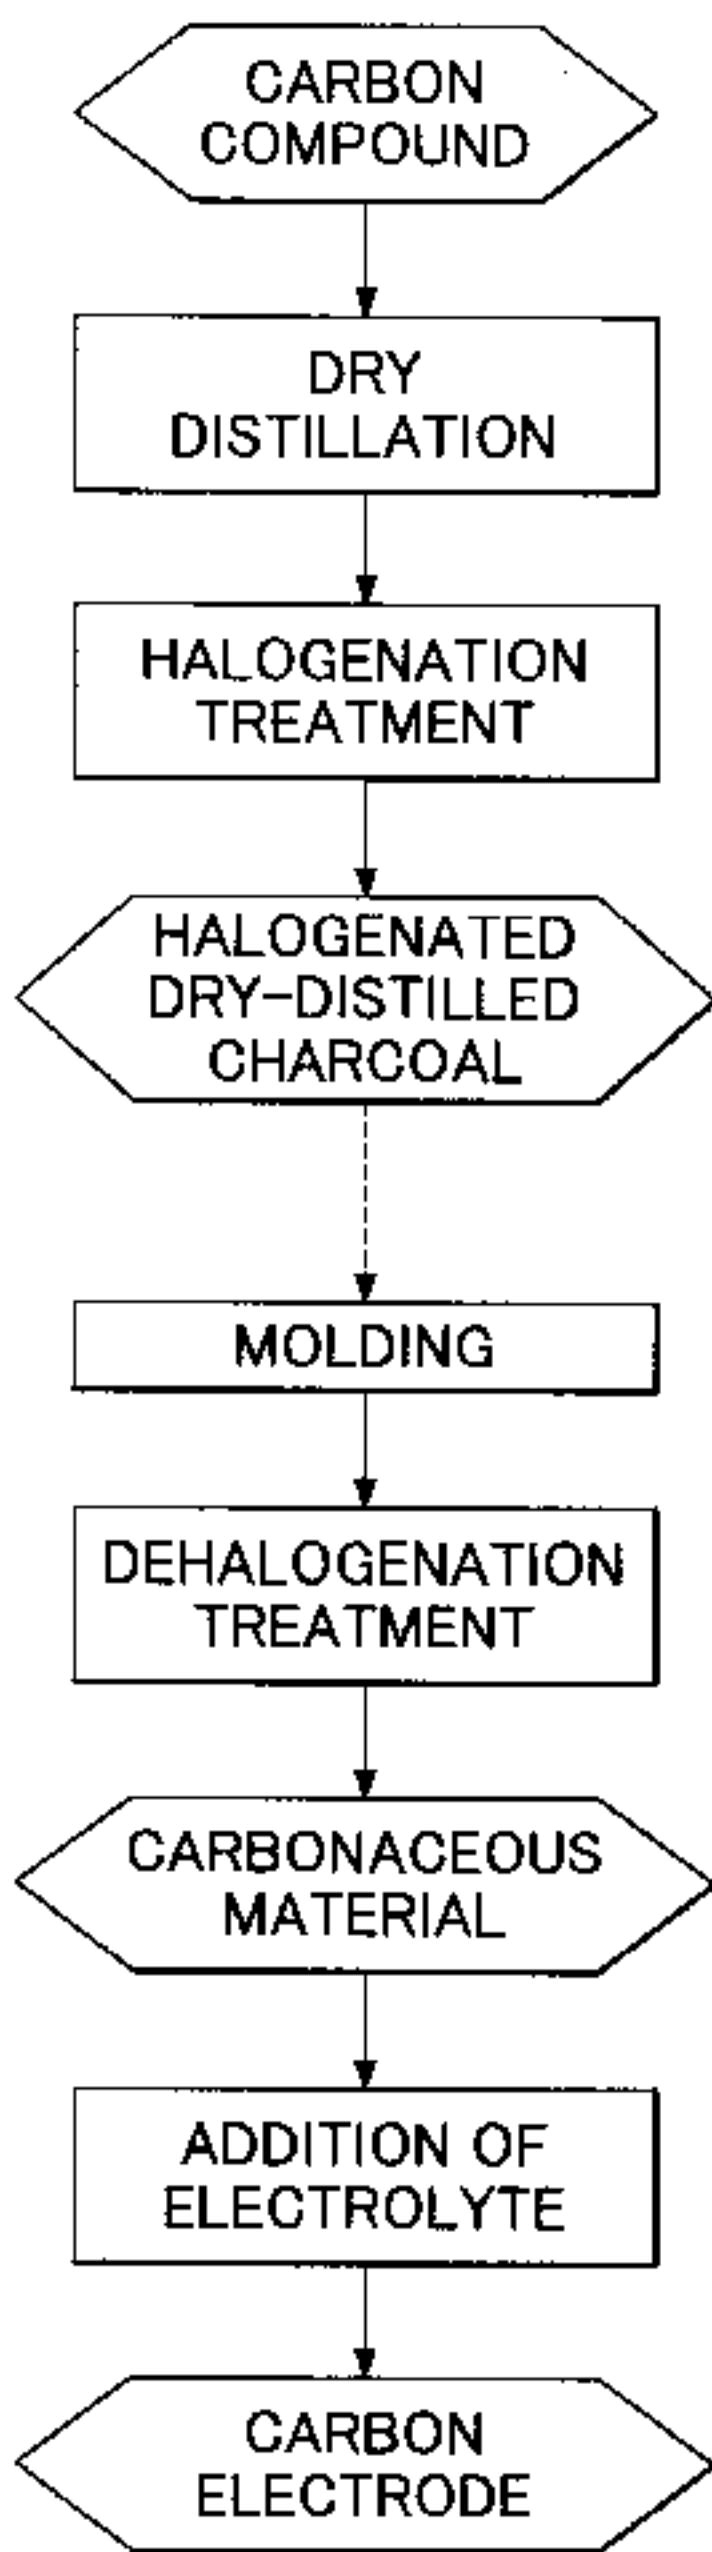 CARBON
COMPOUND
DRY
DISTILLATION
HALOGENATION
TREATMENT
HALOGENATED
DRY-DISTILLED
CHARCOAL
MOLDING
DEHALOGENATION
TREATMENT
CARBONACEOUS
MATERIAL
ADDITION OF
ELECTROLYTE
CARBON
ELECTRODE